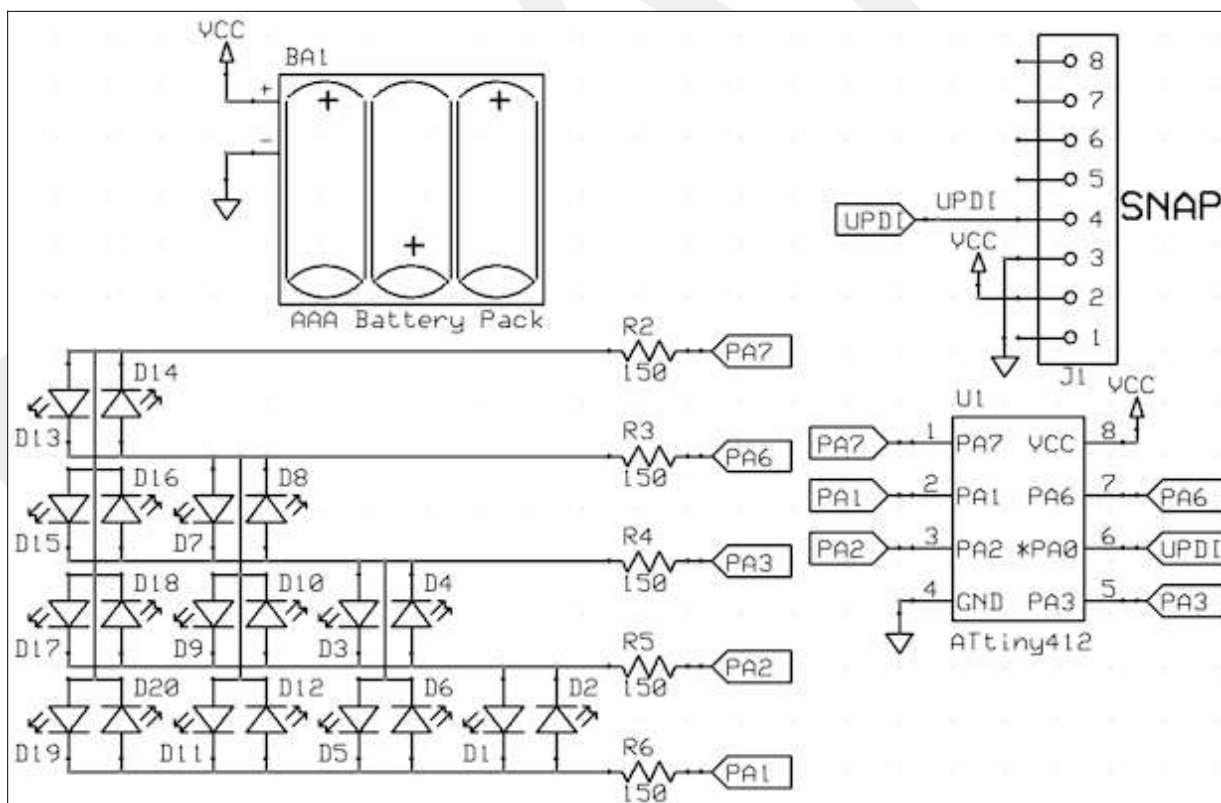 VCC
BA1
+
-
+ +
+
AAA Battery Pack
8
7
6
5
UPDI UPDI 4 SNAP
VCC
3
2
1
J1
R2
150
PA7
D14
D13
R3
150
PA6
D16 D8
D15 D7
R4
150
PA3
D18 D10 D4
D17 D9 D3
R5
150
PA2
D20 D12 D6 D2
D19 D11 D5 D1
R6
150
PA1
U1 VCC
PA7 1 PA7 VCC 8
PA1 2 PA1 PA6 7 PA6
PA2 3 PA2 *PA0 6 UPDI
4 GND PA3 5 PA3
ATtiny412